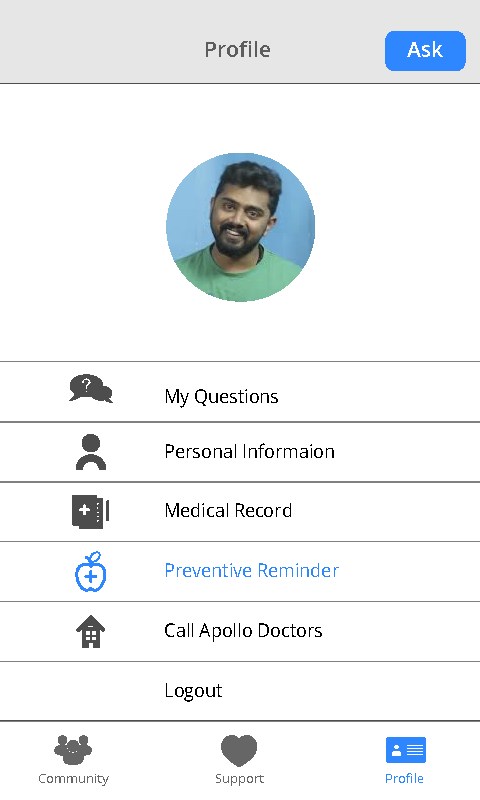 Profile
Ask
?
My Questions
Personal Informaion
Medical Record
Preventive Reminder
Call Apollo Doctors
Logout
Community
Support
Profile